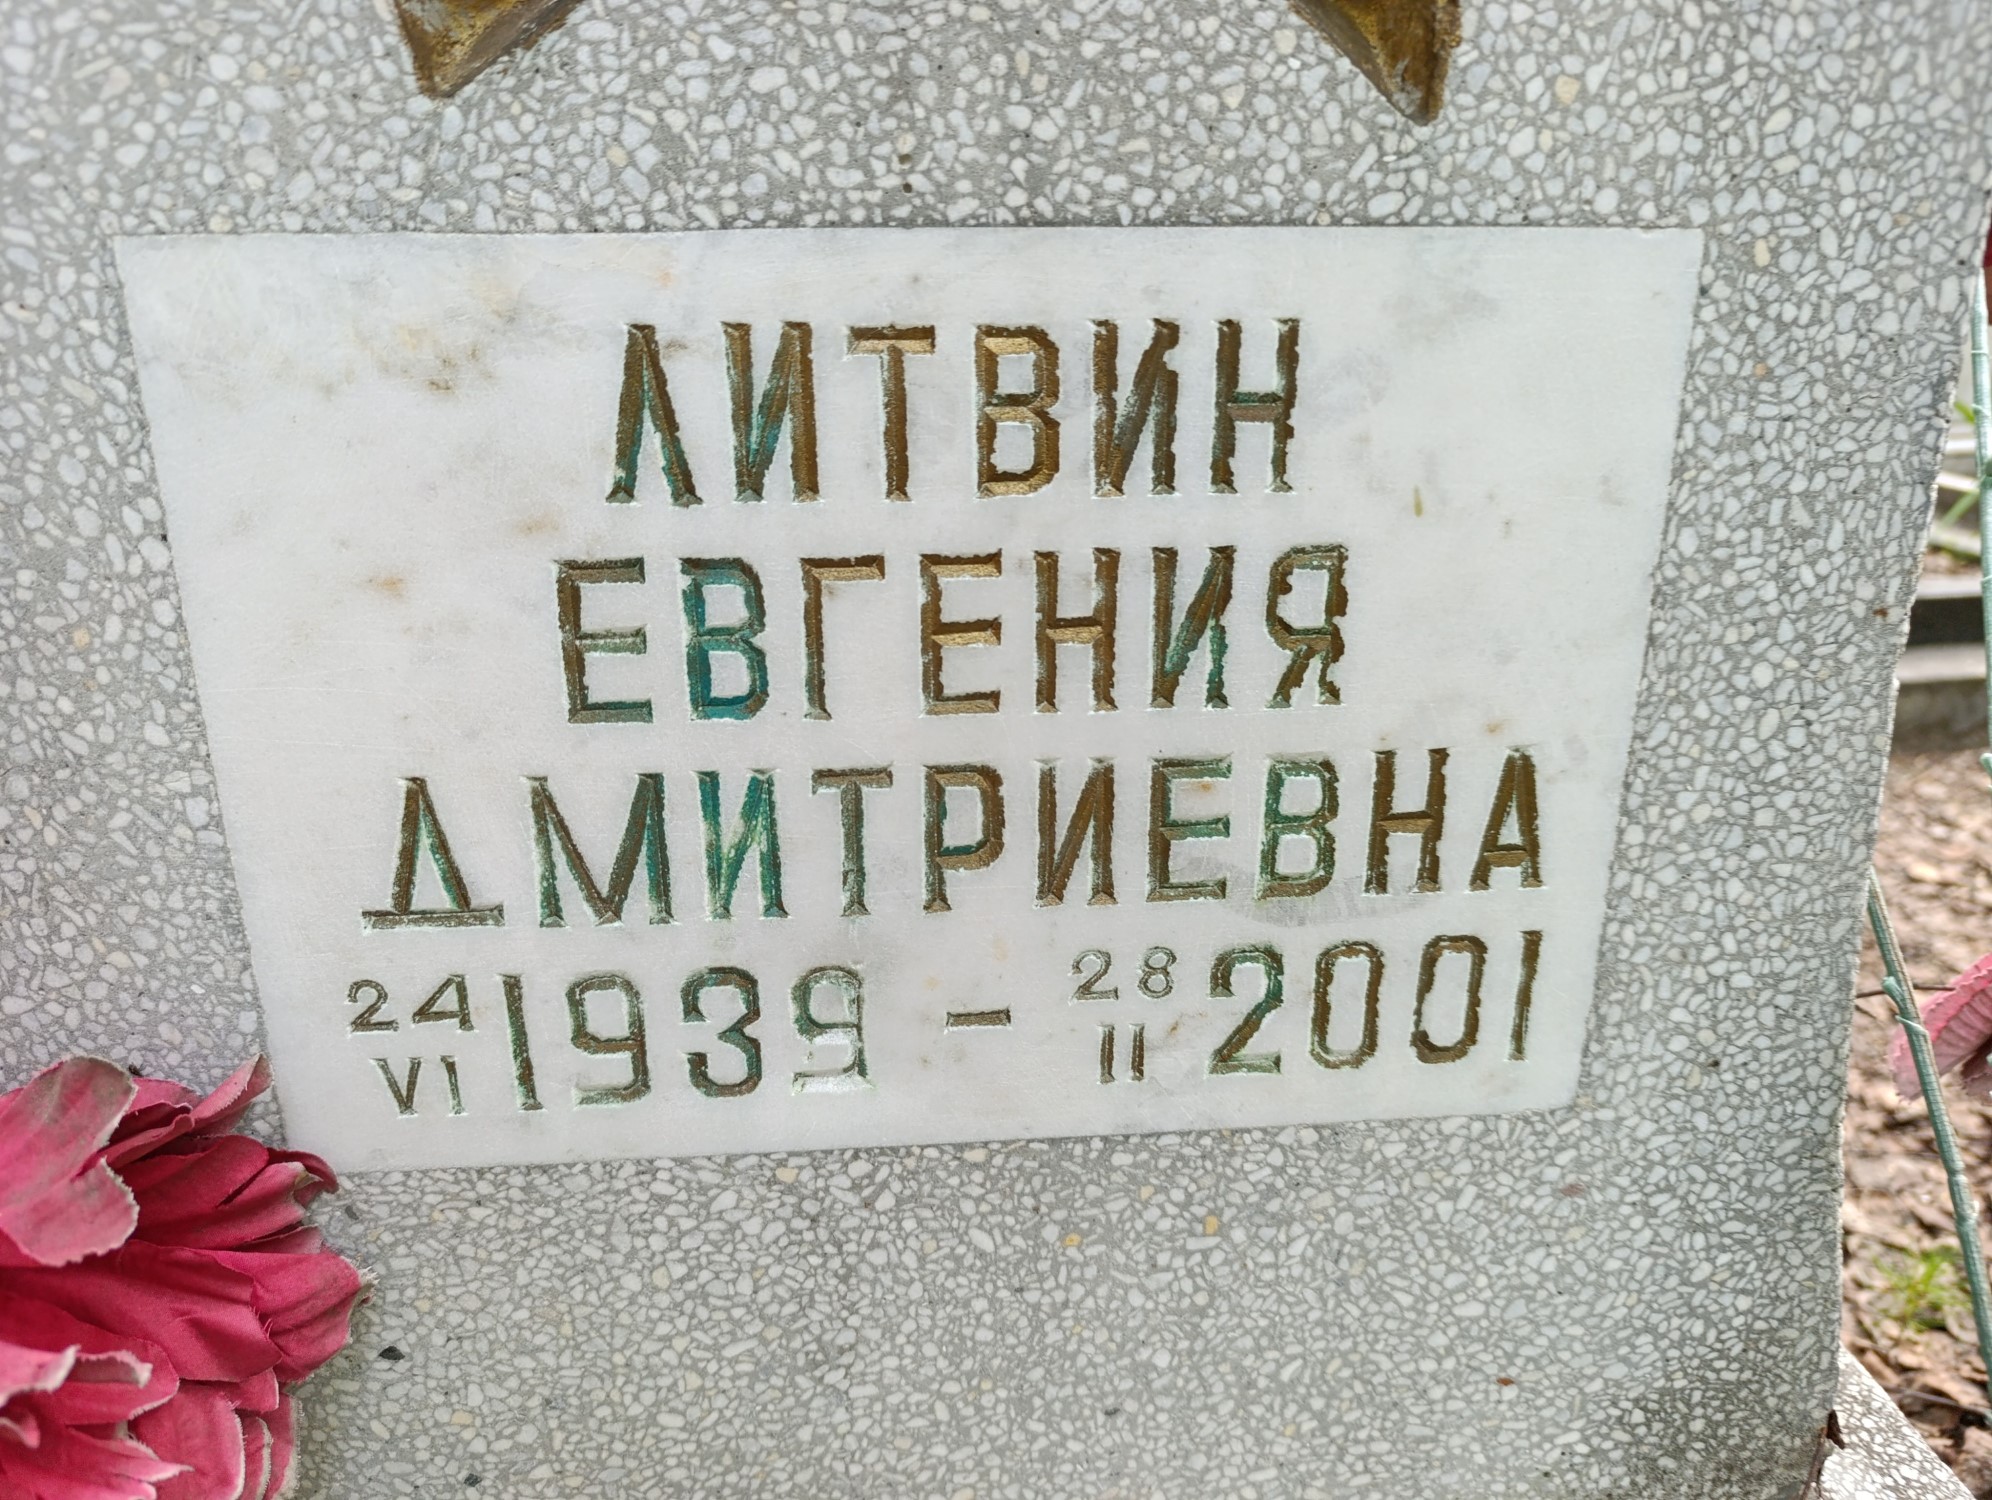 ЛИТВИН
ЕВГЕНИЯ
ДМИТРИЕВНА
24 VI 1939 - 28 II 2001